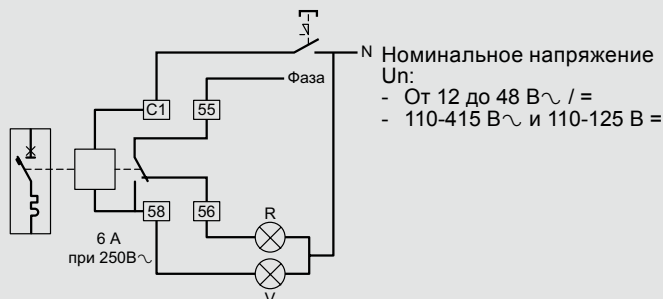 N
Фаза
C1
55
58
56
R
V
6 А
при 250В∿
Номинальное напряжение
Un:
- От 12 до 48 В∿ / =
- 110-415 В∿ и 110-125 В =